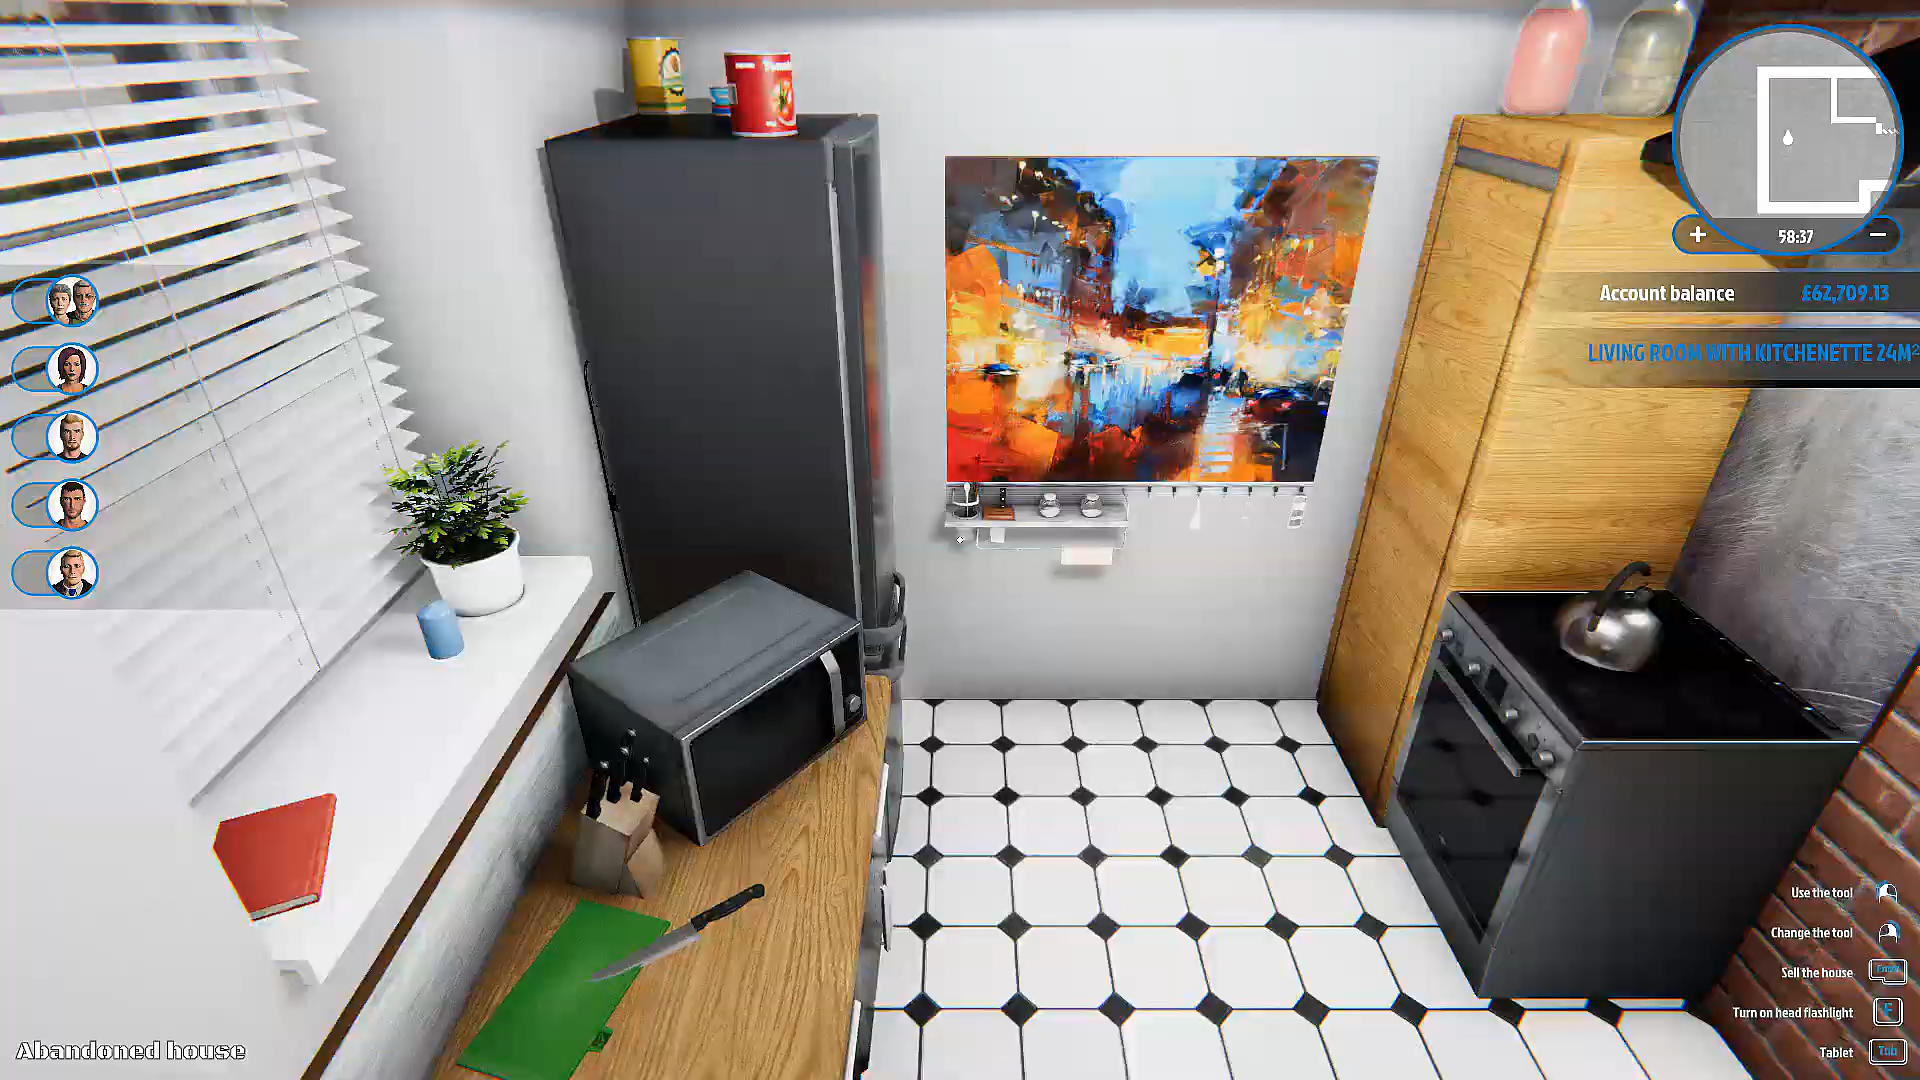 58:37
Account balance £62,709.13
LIVING ROOM WITH KITCHENETTE 24M²
Use the tool
Change the tool
Sell the house
Turn on head flashlight
Tablet Tab
Abandoned house